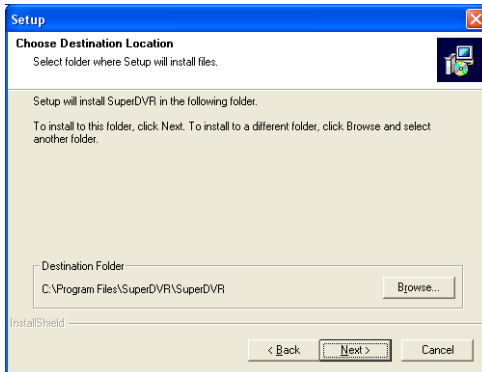 Setup
Choose Destination Location
Select folder where Setup will install files.
Setup will install SuperDVR in the following folder.
To install to this folder, click Next. To install to a different folder, click Browse and select
another folder.
Destination Folder
C:\Program Files\SuperDVR\SuperDVR
Browse...
InstallShield
< Back
Next >
Cancel